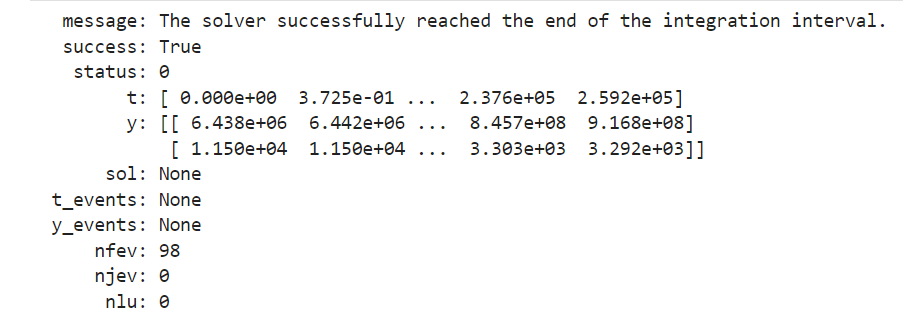 message: The solver successfully reached the end of the integration interval.
success: True
status: 0
t: [ 0.000e+00 3.725e-01 ... 2.376e+05 2.592e+05]
y: [[ 6.438e+06 6.442e+06 ... 8.457e+08 9.168e+08]
[ 1.150e+04 1.150e+04 ... 3.303e+03 3.292e+03]]
sol: None
t_events: None
y_events: None
nfev: 98
njev: 0
nlu: 0